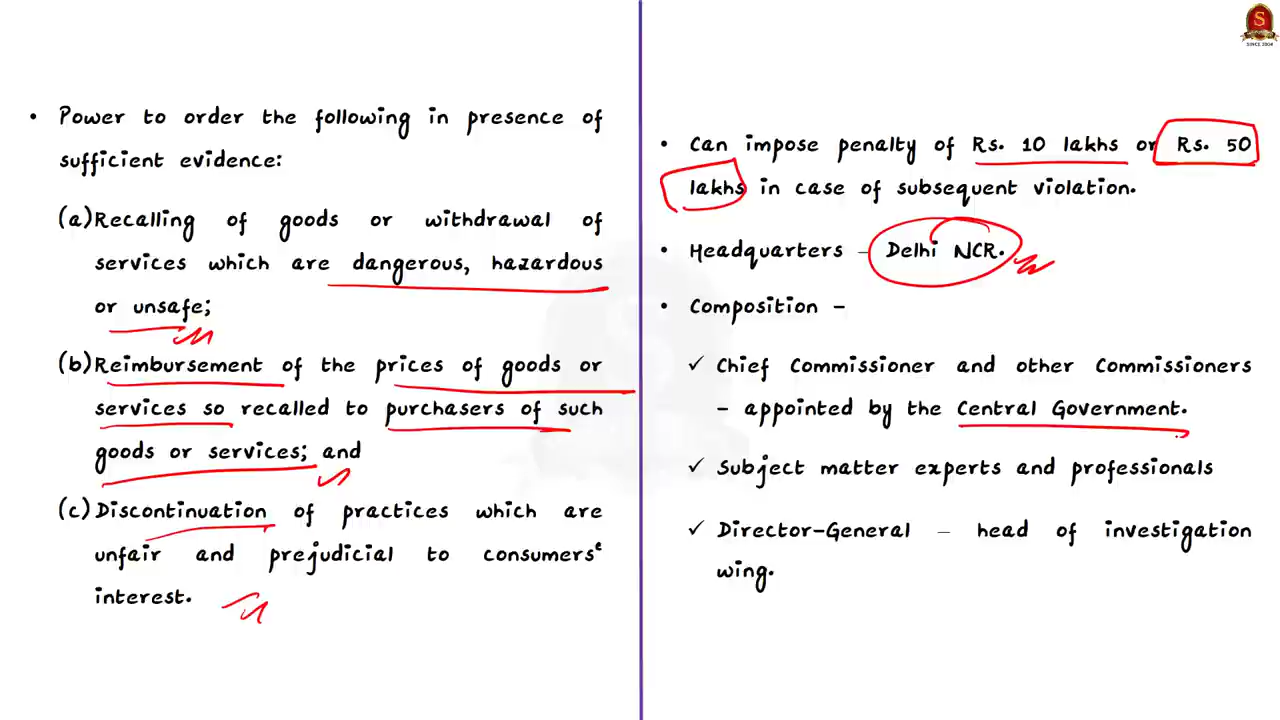 • Power to order the following in presence of
sufficient evidence:
(a)Recalling of goods or withdrawal of
services which are dangerous, hazardous
or unsafe;
(b)Reimbursement of the prices of goods or
services so recalled to purchasers of such
goods or services; and
(c)Discontinuation of practices which are
unfair and prejudicial to consumers‘
interest.
S
SINCE 2004
• Can impose penalty of Rs. 10 lakhs or Rs. 50
lakhs in case of subsequent violation.
• Headquarters – Delhi NCR.
• Composition –
✓ Chief Commissioner and other Commissioners
- appointed by the Central Government.
✓ Subject matter experts and professionals
✓ Director-General – head of investigation
wing.